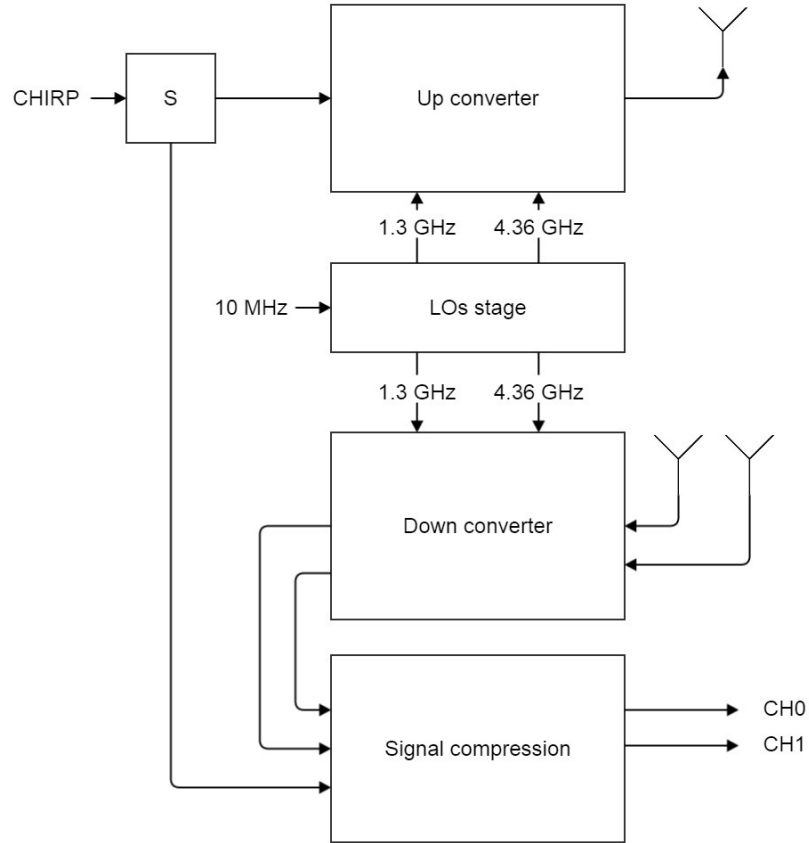 CHIRP
S
Up converter
1.3 GHz
4.36 GHz
10 MHz
LOs stage
1.3 GHz
4.36 GHz
Down converter
Signal compression
CH0
CH1